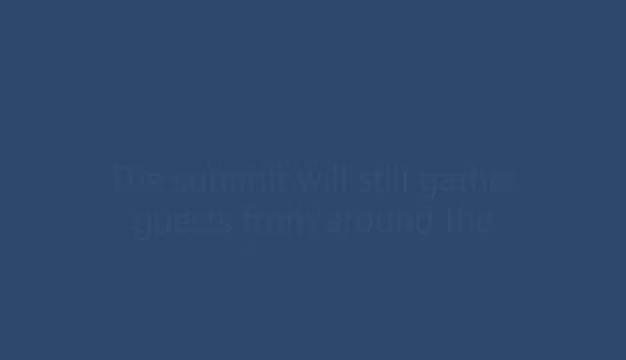 The summit will still gather
guests from around the